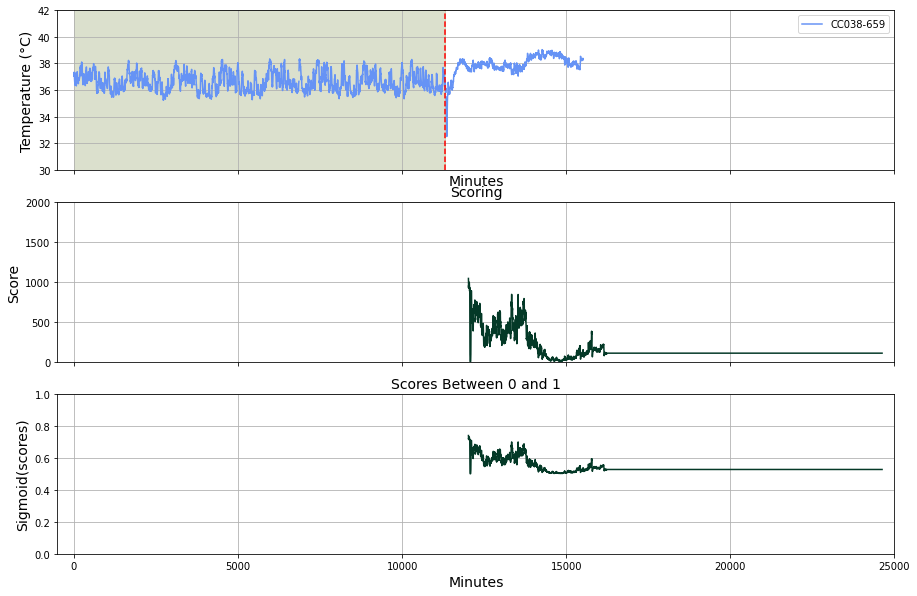 42
40
38
36
34
32
30
Temperature (°C)
CC038-659
Minutes
Scoring
2000
1500
1000
500
0
Score
Scores Between 0 and 1
1.0
0.8
0.6
0.4
0.2
0.0
Sigmoid(scores)
0 5000 10000 15000 20000 25000
Minutes